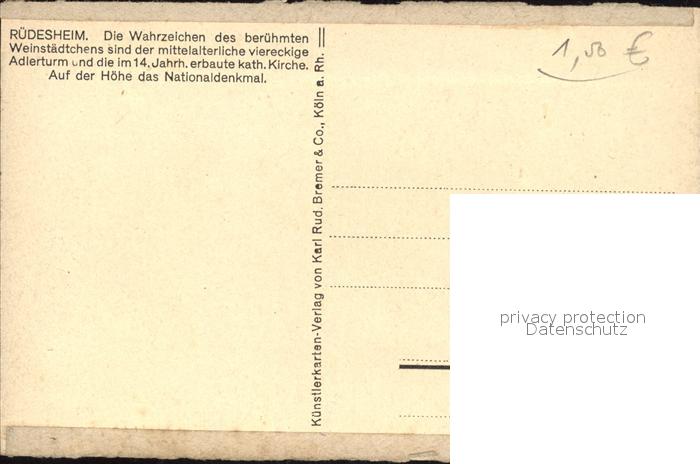 RÜDESHEIM. Die Wahrzeichen des berühmten
Weinstädtchens sind der mittelalterliche viereckige
Adlerturm und die im 14. Jahrh. erbaute kath. Kirche.
Auf der Höhe das Nationaldenkmal.
Künstlerkarten-Verlag von Karl Rud. Bremer & Co., Köln a. Rh.
1,50 €
privacy protection
Datenschutz